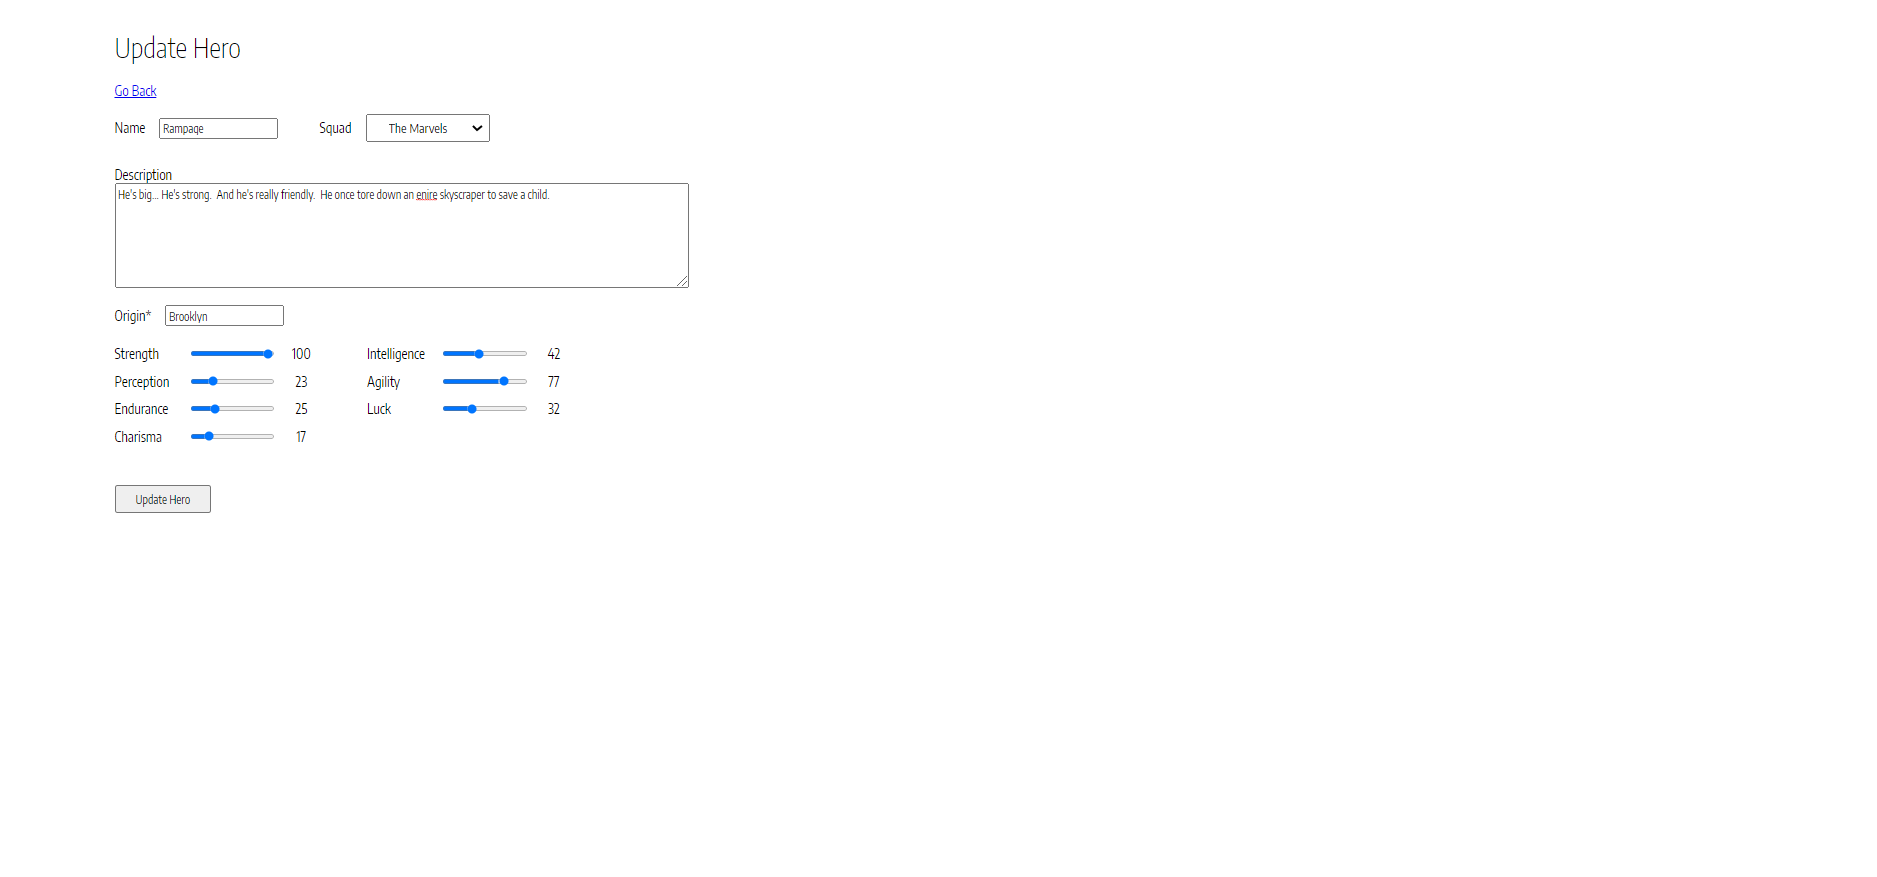 Update Hero
Go Back
Name Rampage Squad The Marvels
Description
He's big... He's strong.  And he's really friendly.  He once tore down an enire skyscraper to save a child.
Origin* Brooklyn
Strength 100 Intelligence 42
Perception 23 Agility 77
Endurance 25 Luck 32
Charisma 17
Update Hero